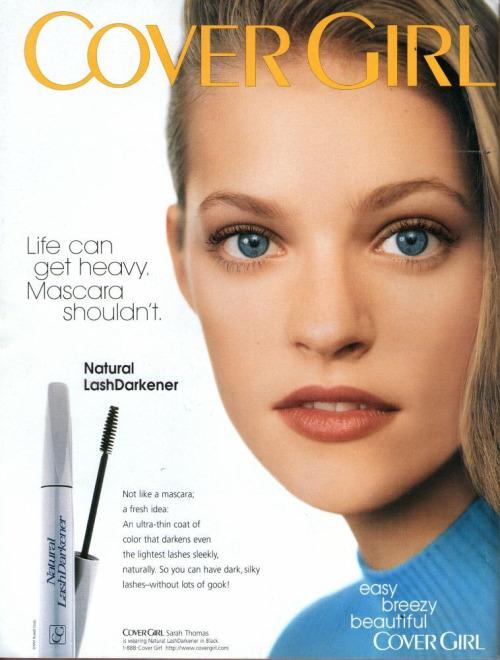 COVER GIRL
Life can
get heavy.
Mascara
shouldn't.
Natural
LashDarkener
Not like a mascara;
a fresh idea:
An ultra-thin coat of
color that darkens even
the lightest lashes sleekly,
naturally. So you can have dark, silky
lashes–without lots of gook!
Natural
LashDarkener
CG
COVER GIRL Sarah Thomas
is wearing Natural LashDarkener in Black.
1-888-Cover Girl http://www.covergirl.com
easy
breezy
beautiful
COVER GIRL